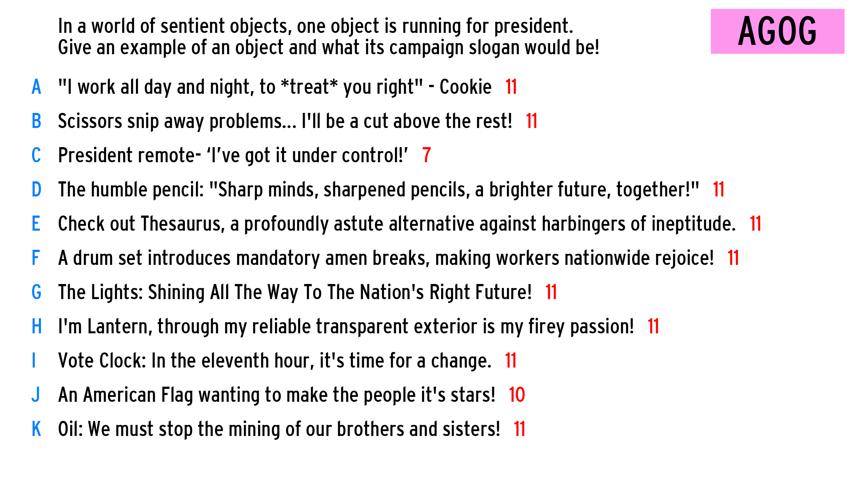 In a world of sentient objects, one object is running for president.
Give an example of an object and what its campaign slogan would be!
AGOG
A "I work all day and night, to *treat* you right" - Cookie 11
B Scissors snip away problems... I'll be a cut above the rest! 11
C President remote- ‘I’ve got it under control!’ 7
D The humble pencil: "Sharp minds, sharpened pencils, a brighter future, together!" 11
E Check out Thesaurus, a profoundly astute alternative against harbingers of ineptitude. 11
F A drum set introduces mandatory amen breaks, making workers nationwide rejoice! 11
G The Lights: Shining All The Way To The Nation's Right Future! 11
H I'm Lantern, through my reliable transparent exterior is my firey passion! 11
I Vote Clock: In the eleventh hour, it's time for a change. 11
J An American Flag wanting to make the people it's stars! 10
K Oil: We must stop the mining of our brothers and sisters! 11